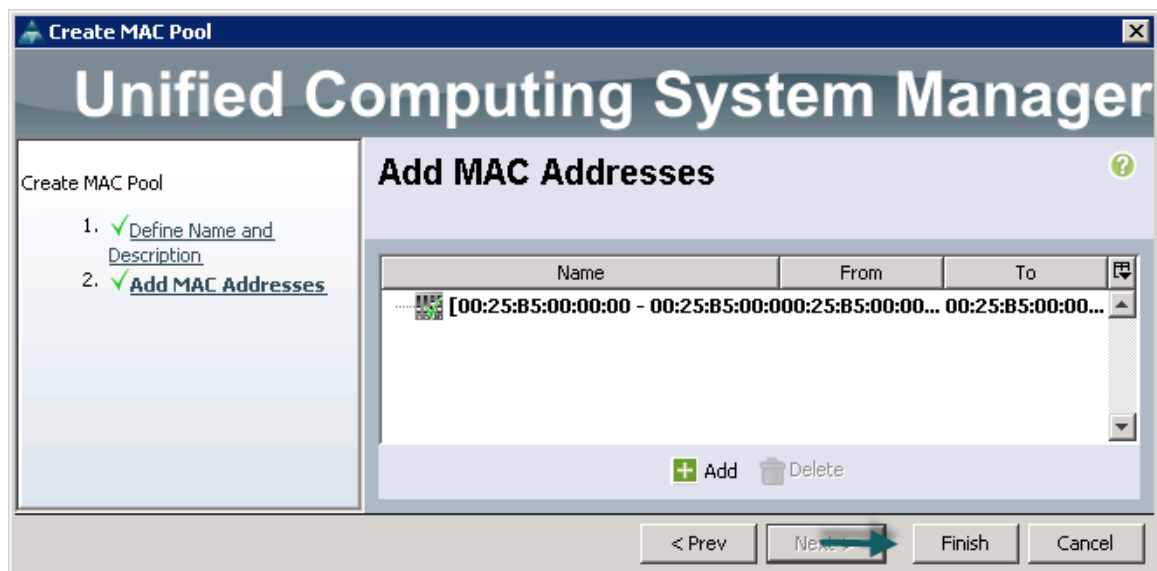 Create MAC Pool
Unified Computing System Manager
Create MAC Pool
1. Define Name and
Description
2. Add MAC Addresses
Add MAC Addresses
Name From To
[00:25:B5:00:00:00 - 00:25:B5:00:000:25:B5:00:00... 00:25:B5:00:00...
Add Delete
< Prev Next > Finish Cancel